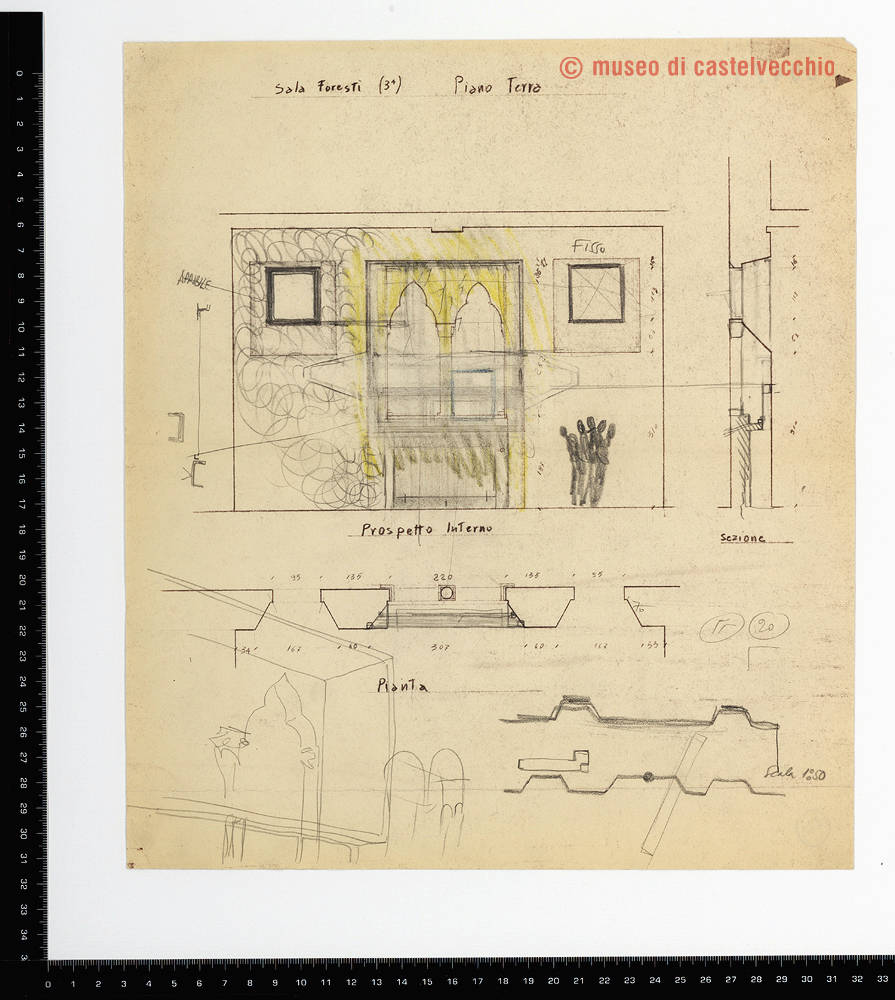 © museo di castelvecchio
Sala Foresti (3ª) Piano Terra
Fisso
APRIBILE
Prospetto Interno
Sezione
95 135 220 135 95
34 162 60 307 60 162 55
70
Tr 20
Pianta
Scala 1:50
0 1 2 3 4 5 6 7 8 9 10 11 12 13 14 15 16 17 18 19 20 21 22 23 24 25 26 27 28 29 30 31 32 33 34
0 1 2 3 4 5 6 7 8 9 10 11 12 13 14 15 16 17 18 19 20 21 22 23 24 25 26 27 28 29 30 31 32 33